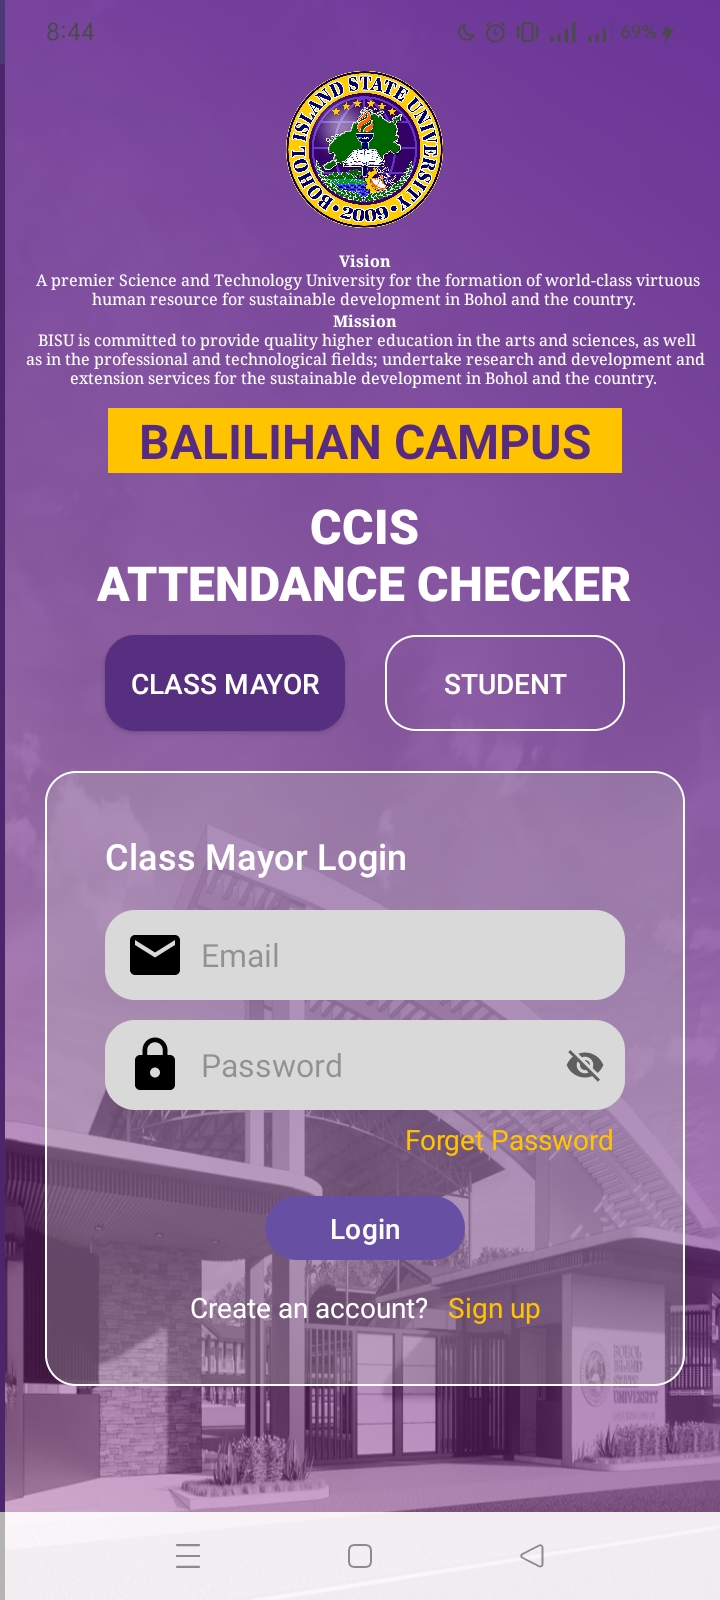 8:44
69%
BOHOL ISLAND STATE UNIVERSITY
• 2009 •
Vision
A premier Science and Technology University for the formation of world-class virtuous
human resource for sustainable development in Bohol and the country.
Mission
BISU is committed to provide quality higher education in the arts and sciences, as well
as in the professional and technological fields; undertake research and development and
extension services for the sustainable development in Bohol and the country.
BALILIHAN CAMPUS
CCIS
ATTENDANCE CHECKER
CLASS MAYOR
STUDENT
Class Mayor Login
Email
Password
Forget Password
Login
Create an account? Sign up
BOHOL
ISLAND
STATE
UNIVERSITY